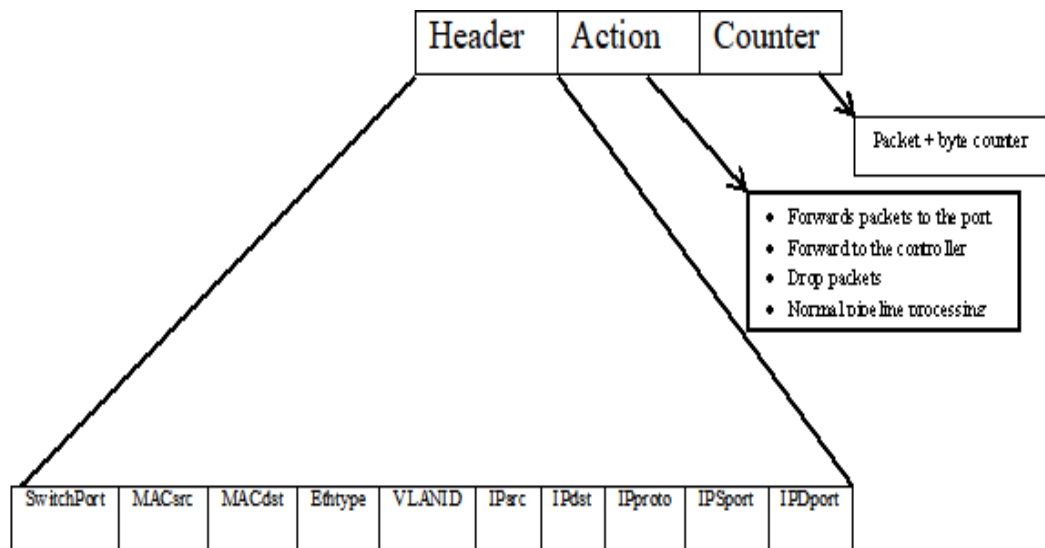 Header Action Counter
Packet + byte counter
• Forwards packets to the port
• Forward to the controller
• Drop packets
• Normal pipeline processing
SwitchPort MACsrc MACdst Ethtype VLANID IPsrc IPdst IPproto IPSport IPDport